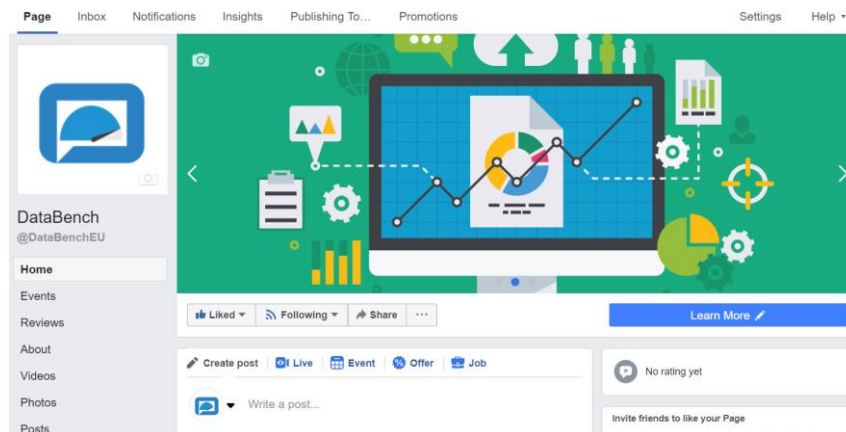 Page Inbox Notifications Insights Publishing To… Promotions Settings Help
DataBench
@DataBenchEU
Home
Events
Reviews
About
Videos
Photos
Posts
Liked Following Share ...
Learn More
Create post Live Event Offer Job
Write a post...
No rating yet
Invite friends to like your Page